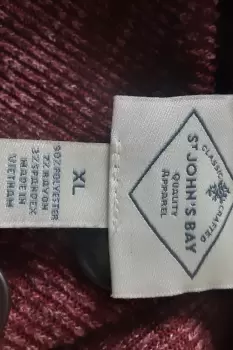 CLASSIC
CRAFTED
ST JOHN'S BAY
QUALITY
APPAREL
XL
90%POLYESTER
7%RAYON
3%SPANDEX
MADE IN
VIETNAM